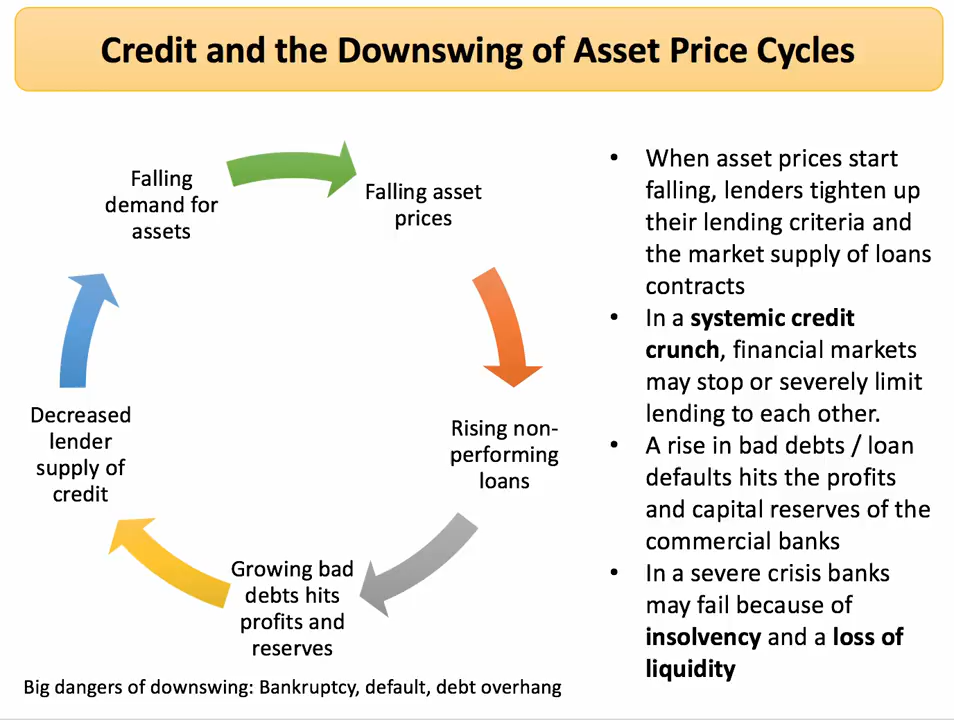 Credit and the Downswing of Asset Price Cycles
Falling
demand for
assets
Falling asset
prices
Rising non-
performing
loans
Growing bad
debts hits
profits and
reserves
Decreased
lender
supply of
credit
Big dangers of downswing: Bankruptcy, default, debt overhang
• When asset prices start
falling, lenders tighten up
their lending criteria and
the market supply of loans
contracts
• In a systemic credit
crunch, financial markets
may stop or severely limit
lending to each other.
• A rise in bad debts / loan
defaults hits the profits
and capital reserves of the
commercial banks
• In a severe crisis banks
may fail because of
insolvency and a loss of
liquidity